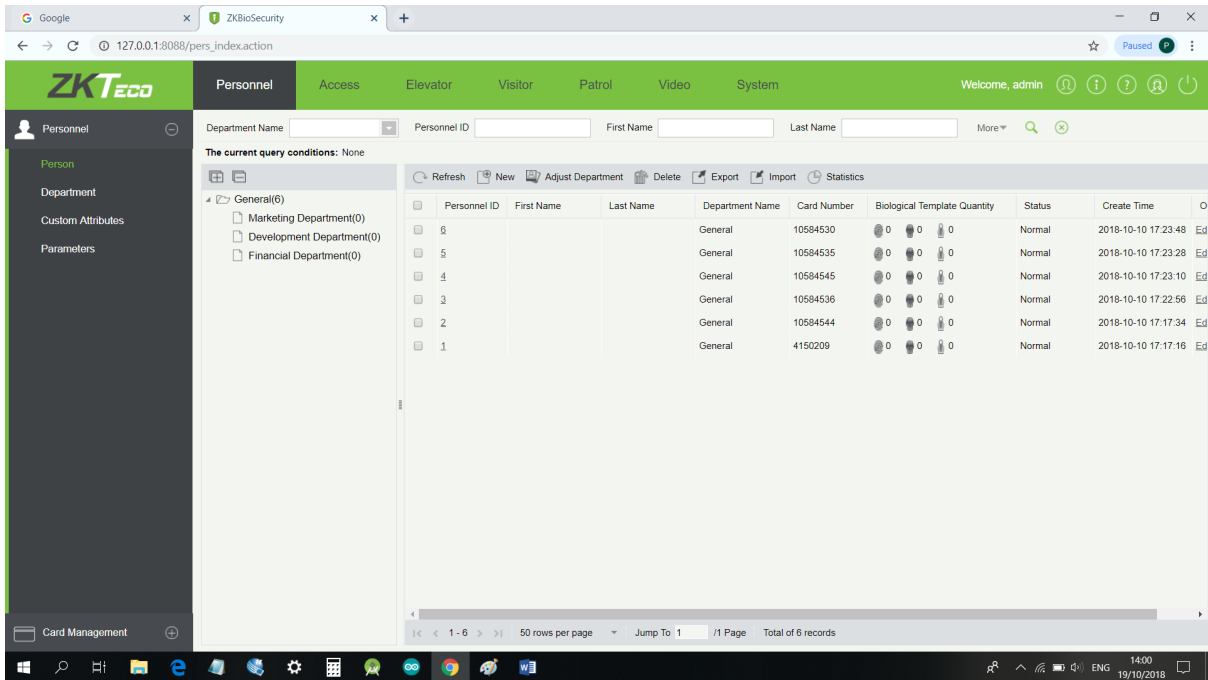 Google
ZKBioSecurity
127.0.0.1:8088/pers_index.action
Paused P
ZKTeco Personnel Access Elevator Visitor Patrol Video System Welcome, admin
Personnel
Person
Department
Custom Attributes
Parameters
Card Management
Department Name Personnel ID First Name Last Name More
The current query conditions: None
General(6)
Marketing Department(0)
Development Department(0)
Financial Department(0)
Refresh New Adjust Department Delete Export Import Statistics
Personnel ID First Name Last Name Department Name Card Number Biological Template Quantity Status Create Time O
6 General 10584530 0 0 0 Normal 2018-10-10 17:23:48 Ed
5 General 10584535 0 0 0 Normal 2018-10-10 17:23:28 Ed
4 General 10584545 0 0 0 Normal 2018-10-10 17:23:10 Ed
3 General 10584536 0 0 0 Normal 2018-10-10 17:22:56 Ed
2 General 10584544 0 0 0 Normal 2018-10-10 17:17:34 Ed
1 General 4150209 0 0 0 Normal 2018-10-10 17:17:16 Ed
1 - 6 50 rows per page Jump To 1 /1 Page Total of 6 records
ENG 14:00
19/10/2018